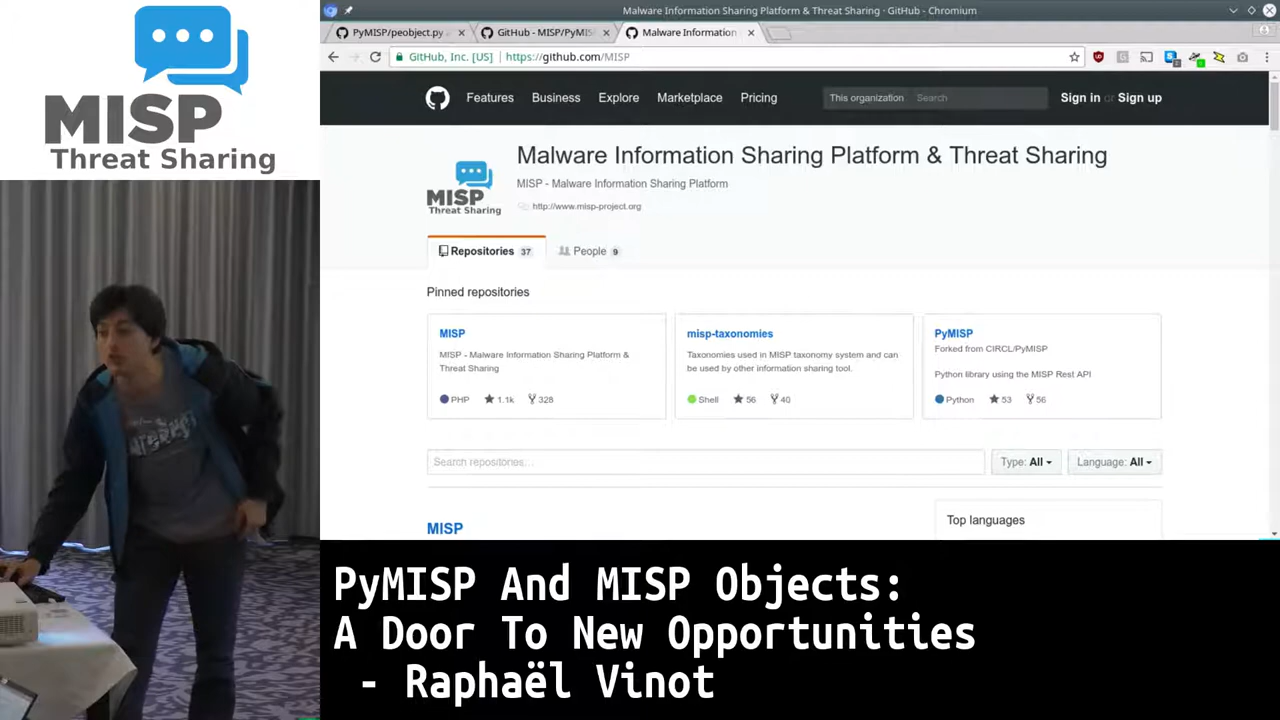 MISP
Threat Sharing
Malware Information Sharing Platform & Threat Sharing · GitHub - Chromium
PyMISP/peobject.py
GitHub - MISP/PyMIS
Malware Information
GitHub, Inc. [US]
https://github.com/MISP
Features
Business
Explore
Marketplace
Pricing
This organization
Search
Sign in or Sign up
MISP
Threat Sharing
Malware Information Sharing Platform & Threat Sharing
MISP - Malware Information Sharing Platform
http://www.misp-project.org
Repositories 37
People 9
Pinned repositories
MISP
MISP - Malware Information Sharing Platform &
Threat Sharing
PHP 1.1k 328
misp-taxonomies
Taxonomies used in MISP taxonomy system and can
be used by other information sharing tool.
Shell 56 40
PyMISP
Forked from CIRCL/PyMISP
Python library using the MISP Rest API
Python 53 56
Search repositories…
Type: All
Language: All
MISP
Top languages
PyMISP And MISP Objects:
A Door To New Opportunities
- Raphaël Vinot